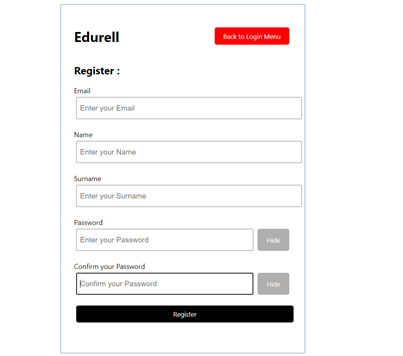 Edurell
Back to Login Menu
Register :
Email
Enter your Email
Name
Enter your Name
Surname
Enter your Surname
Password
Enter your Password
Hide
Confirm your Password
Confirm your Password
Hide
Register